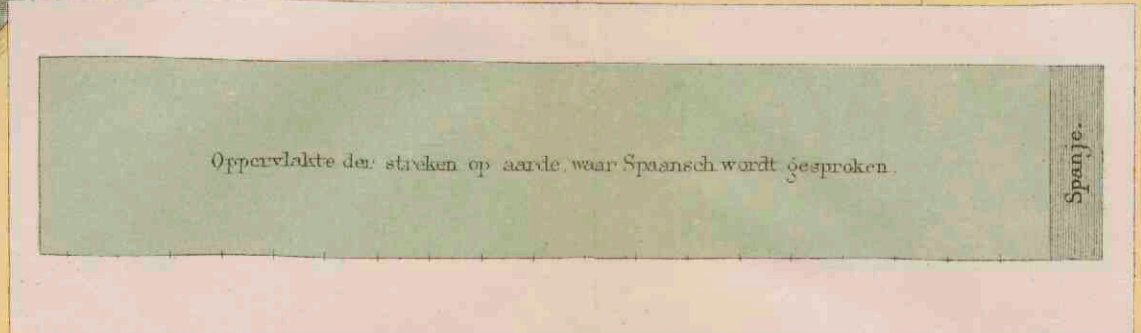 Oppervlakte der streken op aarde, waar Spaansch wordt gesproken.
Spanje.